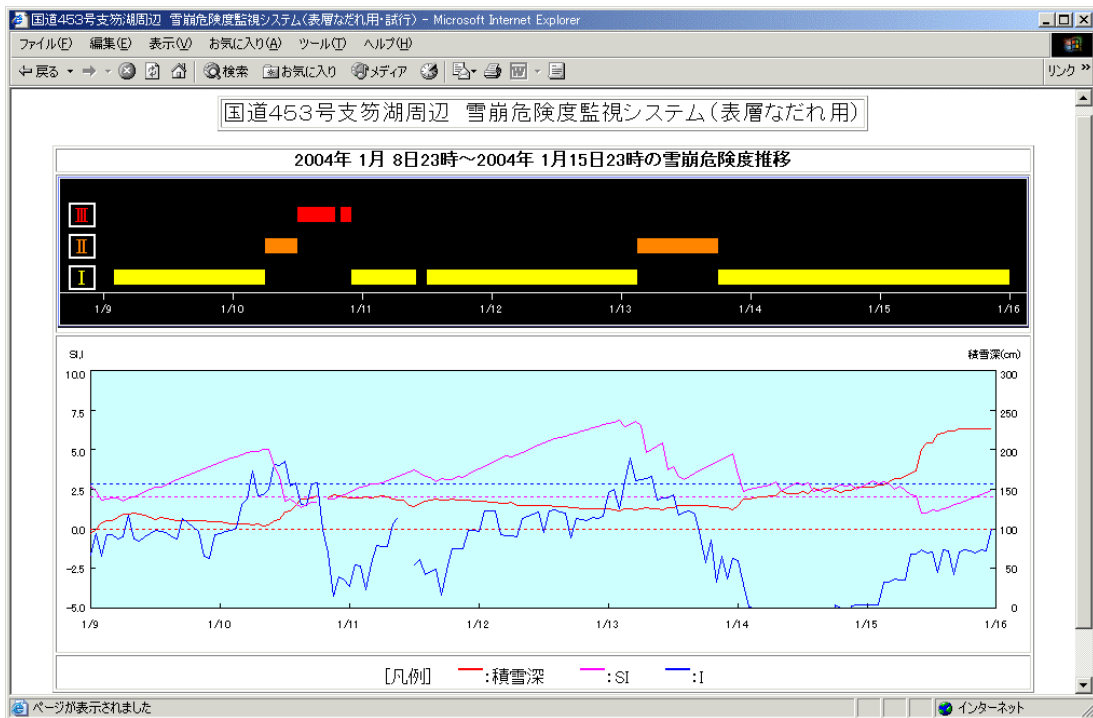 国道453号支笏湖周辺 雪崩危険度監視システム(表層なだれ用・試行) - Microsoft Internet Explorer
ファイル(F) 編集(E) 表示(V) お気に入り(A) ツール(T) ヘルプ(H)
戻る 検索 お気に入り メディア リンク »
国道453号支笏湖周辺 雪崩危険度監視システム(表層なだれ用)
2004年 1月 8日23時～2004年 1月15日23時の雪崩危険度推移
Ⅲ
Ⅱ
Ⅰ
1/9 1/10 1/11 1/12 1/13 1/14 1/15 1/16
SI,I 積雪深(cm)
10.0 300
7.5 250
5.0 200
2.5 150
0.0 100
-2.5 50
-5.0 0
1/9 1/10 1/11 1/12 1/13 1/14 1/15 1/16
[凡例] :積雪深 :SI :I
ページが表示されました インターネット